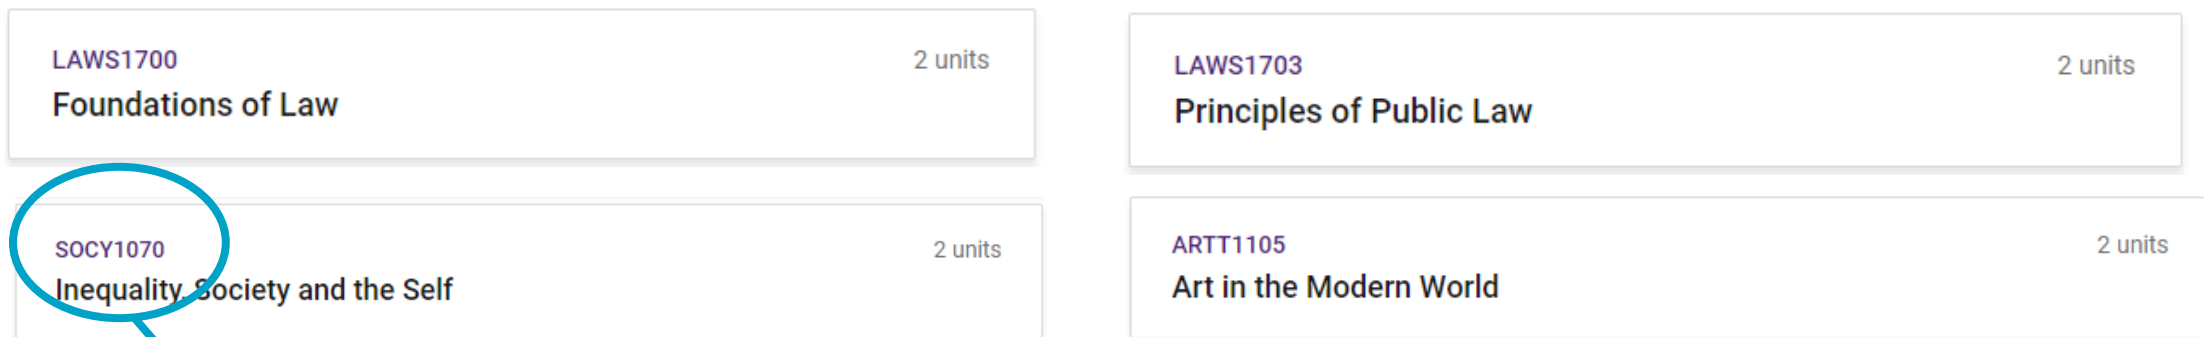 LAWS1700 2 units
Foundations of Law
LAWS1703 2 units
Principles of Public Law
SOCY1070 2 units
Inequality, Society and the Self
ARTT1105 2 units
Art in the Modern World